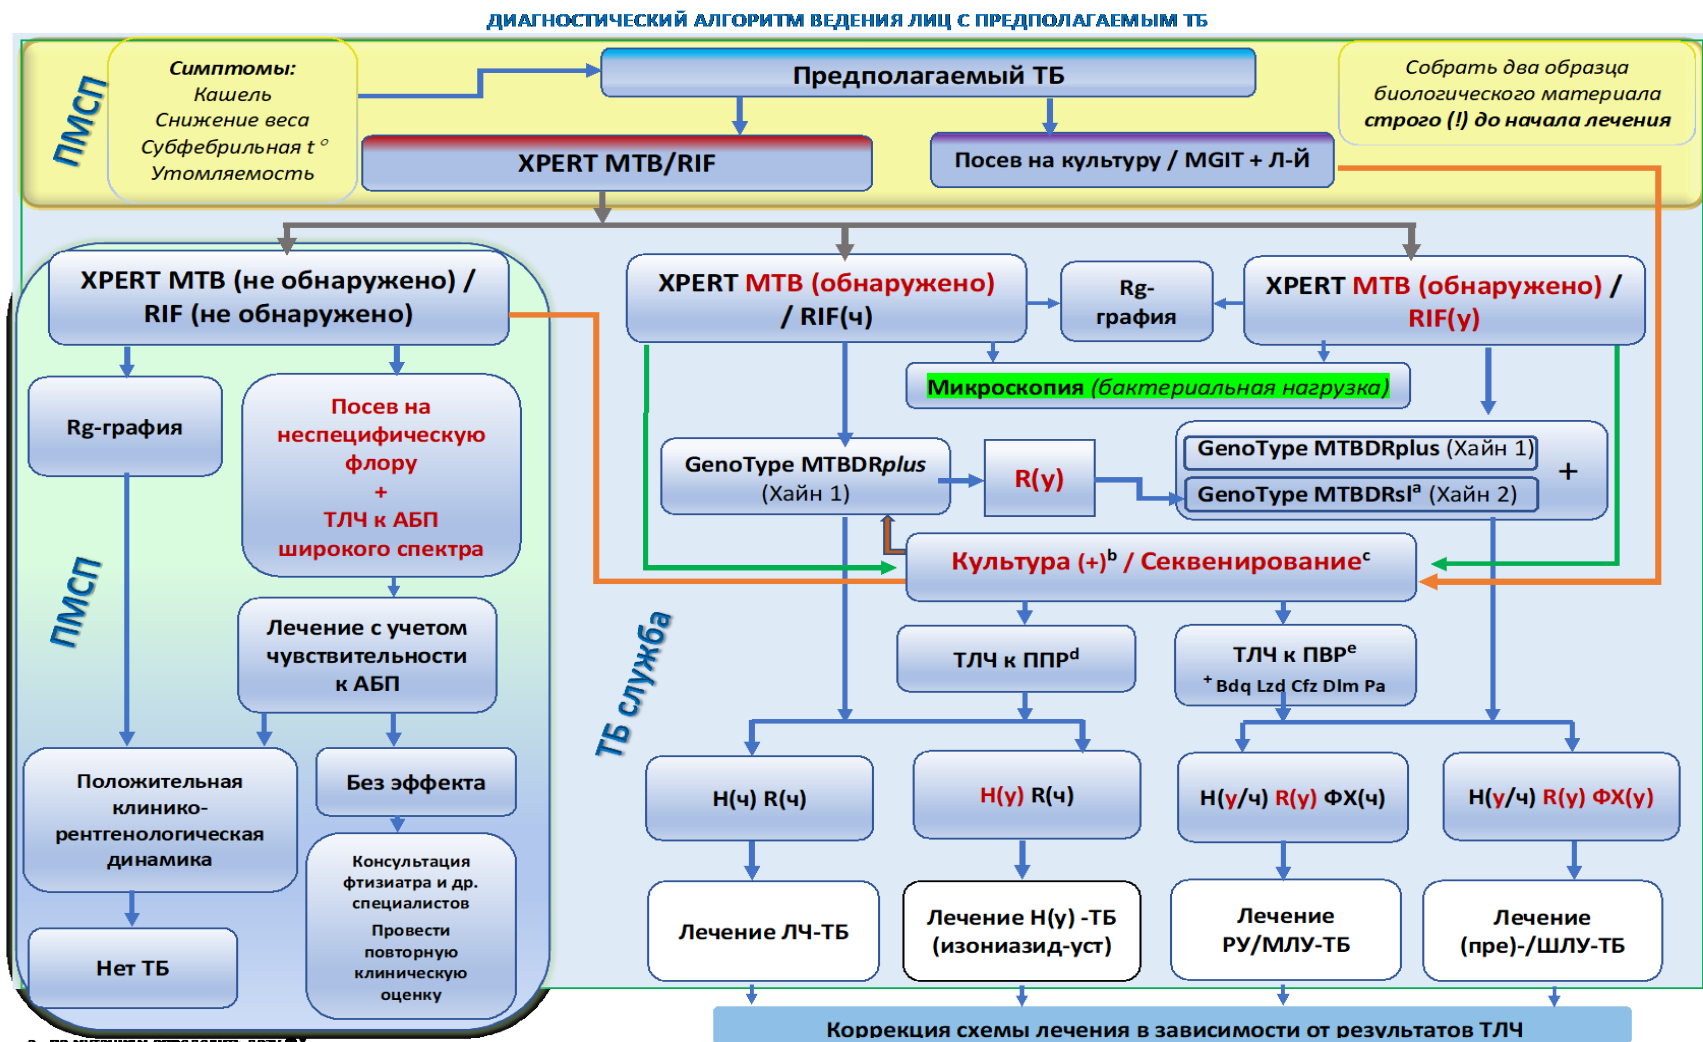 ДИАГНОСТИЧЕСКИЙ АЛГОРИТМ ВЕДЕНИЯ ЛИЦ С ПРЕДПОЛАГАЕМЫМ ТБ
ПМСП
Симптомы:
Кашель
Снижение веса
Субфебрильная t °
Утомляемость
Предполагаемый ТБ
Собрать два образца
биологического материала
строго (!) до начала лечения
XPERT MTB/RIF
Посев на культуру / MGIT + Л-Й
XPERT MTB (не обнаружено) /
RIF (не обнаружено)
XPERT MTB (обнаружено)
/ RIF(ч)
Rg-
графия
XPERT MTB (обнаружено) /
RIF(у)
Микроскопия (бактериальная нагрузка)
Rg-графия
Посев на
неспецифическую
флору
+
ТЛЧ к АБП
широкого спектра
GenoType MTBDRplus
(Хайн 1)
R(у)
GenoType MTBDRplus (Хайн 1)
+
GenoType MTBDRslᵃ (Хайн 2)
Культура (+)ᵇ / Секвенированиеᶜ
ПМСП
ТБ служба
Лечение с учетом
чувствительности
к АБП
ТЛЧ к ППРᵈ
ТЛЧ к ПВРᵉ
⁺ Bdq Lzd Cfz Dlm Pa
Положительная
клинико-
рентгенологическая
динамика
Без эффекта
H(ч) R(ч)
H(у) R(ч)
H(у/ч) R(у) ФХ(ч)
H(у/ч) R(у) ФХ(у)
Консультация
фтизиатра и др.
специалистов
Провести
повторную
клиническую
оценку
Нет ТБ
Лечение ЛЧ-ТБ
Лечение H(у) -ТБ
(изониазид-уст)
Лечение
РУ/МЛУ-ТБ
Лечение
(пре)-/ШЛУ-ТБ
Коррекция схемы лечения в зависимости от результатов ТЛЧ